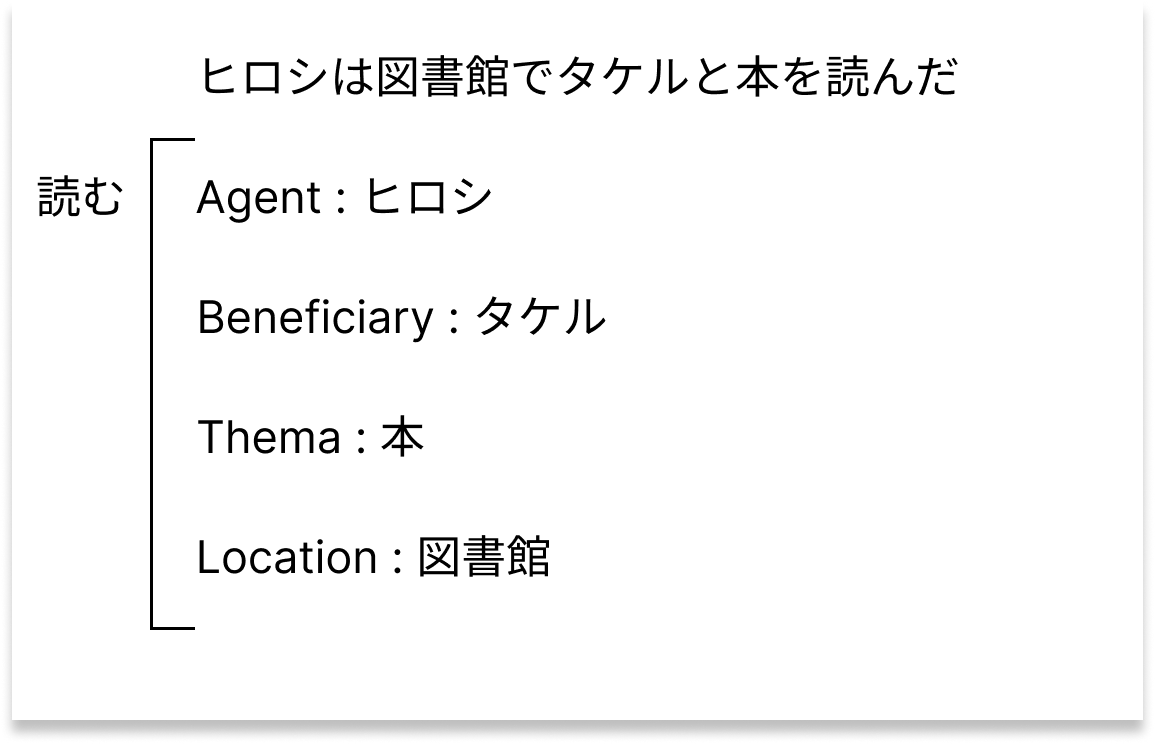 ヒロシは図書館でタケルと本を読んだ
読む
Agent : ヒロシ
Beneficiary : タケル
Thema : 本
Location : 図書館